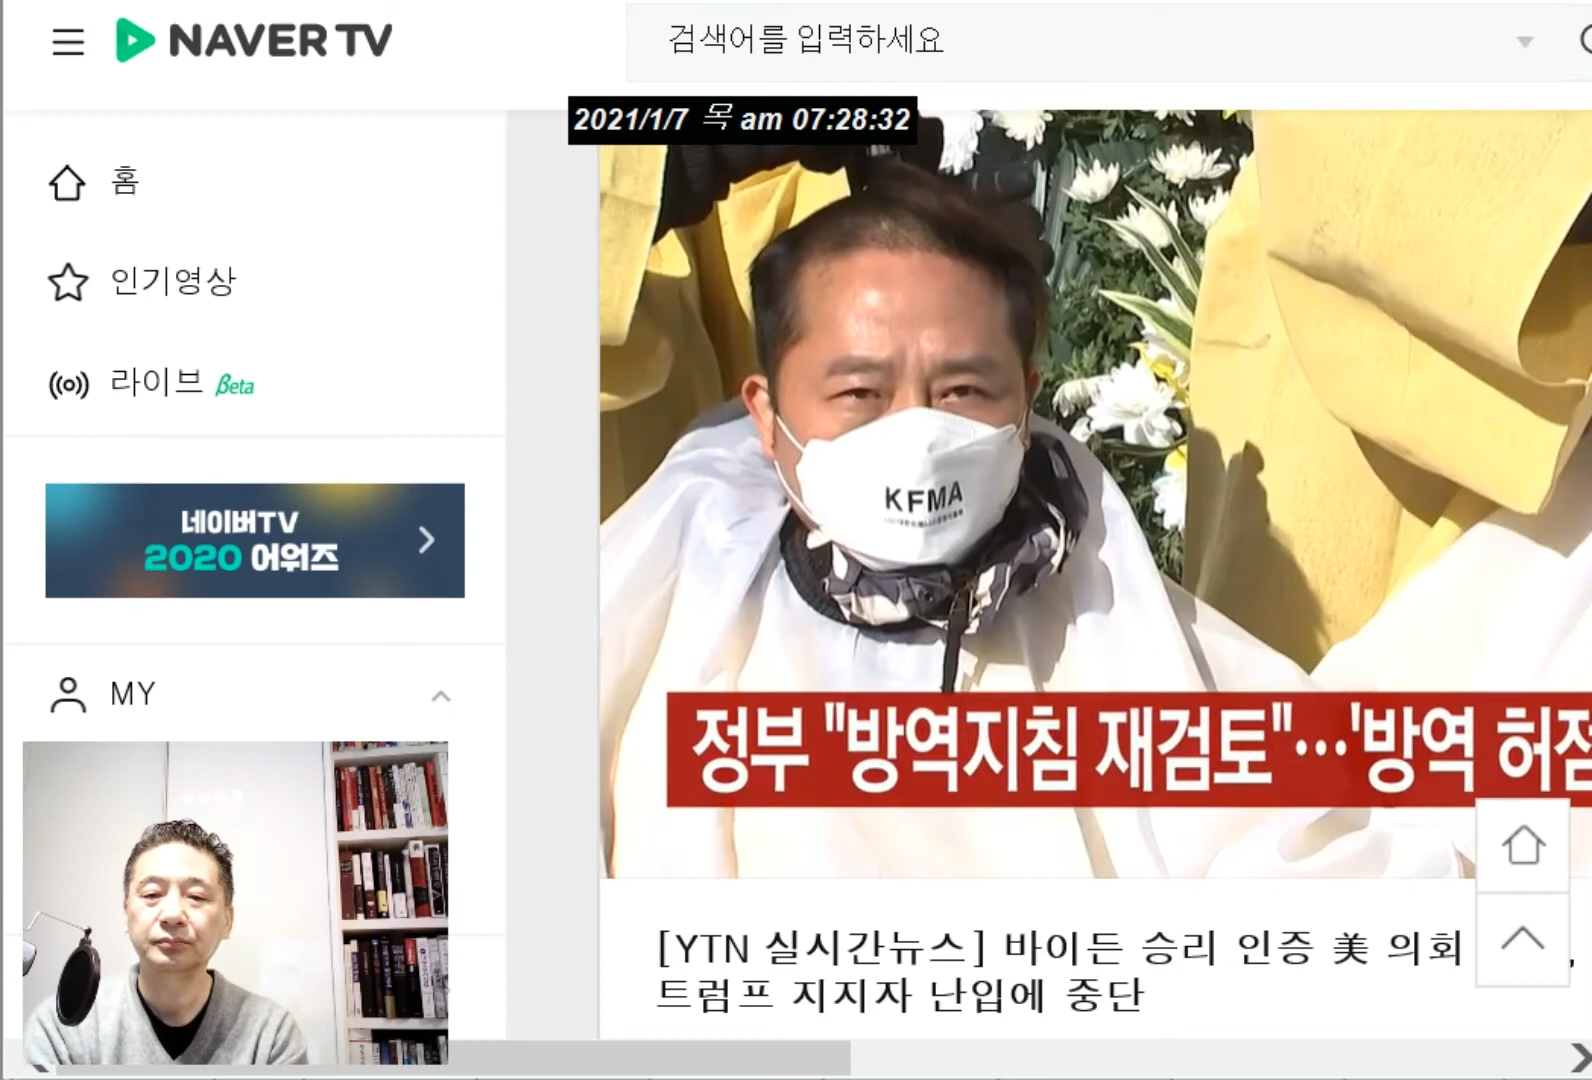 NAVER TV
검색어를 입력하세요
2021/1/7 목 am 07:28:32
홈
인기영상
라이브 βeta
네이버TV
2020 어워즈
MY
KFMA
정부 "방역지침 재검토"…'방역 허점
[YTN 실시간뉴스] 바이든 승리 인증 美 의회 ,
트럼프 지지자 난입에 중단